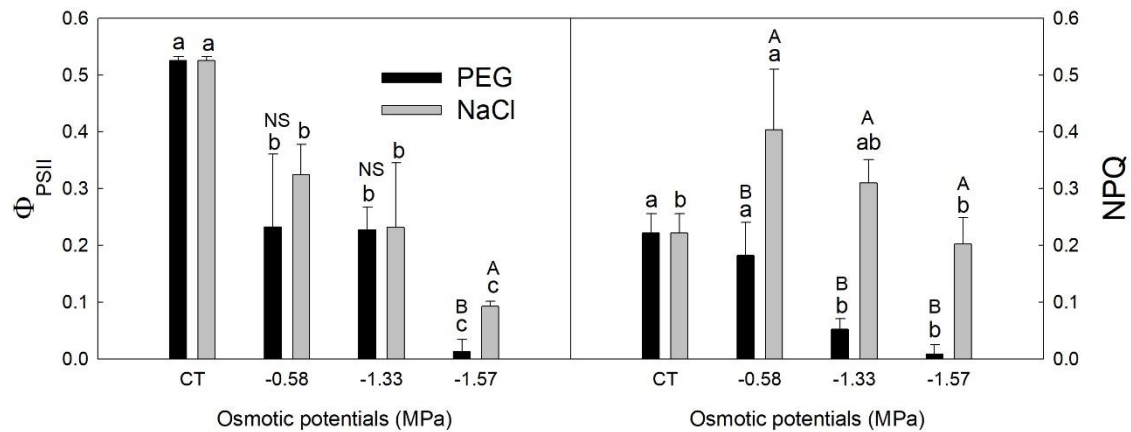 0.6
0.5
0.4
0.3
0.2
0.1
0.0
ΦPSII
a a
PEG
NaCl
NS
b b
NS
b b
B A
c c
CT -0.58 -1.33 -1.57
Osmotic potentials (MPa)
a b
B A
a a
B A
b ab
B A
b b
CT -0.58 -1.33 -1.57
Osmotic potentials (MPa)
0.6
0.5
0.4
0.3
0.2
0.1
0.0
NPQ